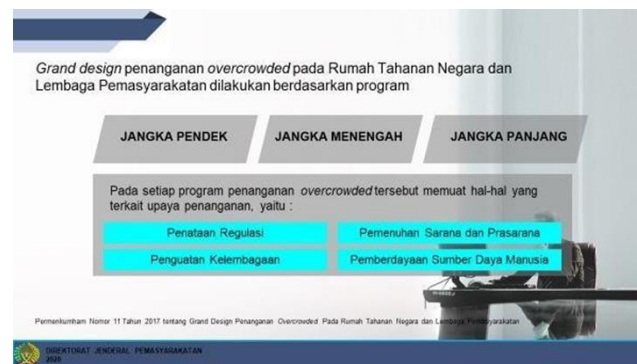 Grand design penanganan overcrowded pada Rumah Tahanan Negara dan
Lembaga Pemasyarakatan dilakukan berdasarkan program
JANGKA PENDEK
JANGKA MENENGAH
JANGKA PANJANG
Pada setiap program penanganan overcrowded tersebut memuat hal-hal yang
terkait upaya penanganan, yaitu :
Penataan Regulasi
Pemenuhan Sarana dan Prasarana
Penguatan Kelembagaan
Pemberdayaan Sumber Daya Manusia
Permenkumham Nomor 11 Tahun 2017 tentang Grand Design Penanganan Overcrowded Pada Rumah Tahanan Negara dan Lembaga Pemasyarakatan
DIREKTORAT JENDERAL PEMASYARAKATAN
2020